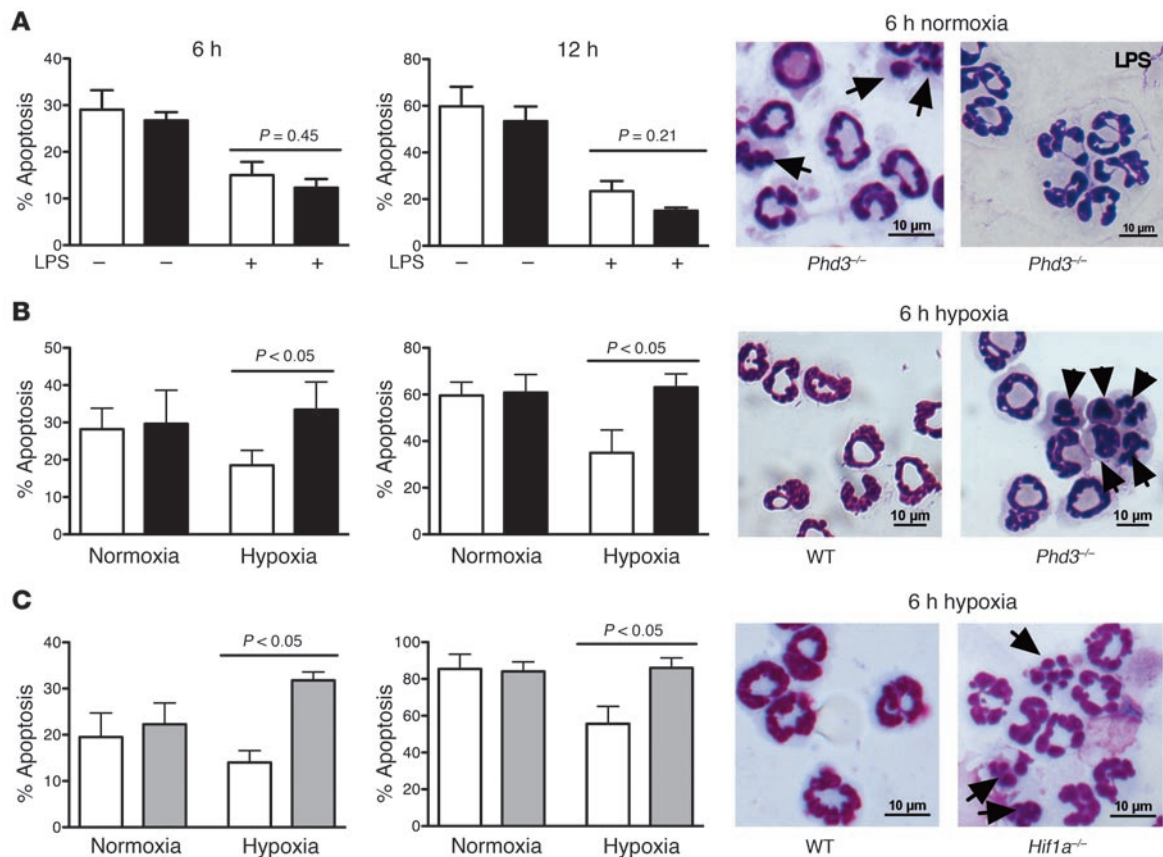 A
6 h
12 h
6 h normoxia
% Apoptosis
40
30
20
10
0
P = 0.45
LPS – – + +
% Apoptosis
80
60
40
20
0
P = 0.21
– – + +
10 µm
Phd3–/–
LPS
10 µm
Phd3–/–
B
6 h hypoxia
% Apoptosis
50
40
30
20
10
0
P < 0.05
Normoxia Hypoxia
% Apoptosis
80
60
40
20
0
P < 0.05
Normoxia Hypoxia
10 µm
WT
10 µm
Phd3–/–
C
6 h hypoxia
% Apoptosis
40
30
20
10
0
P < 0.05
Normoxia Hypoxia
% Apoptosis
100
80
60
40
20
0
P < 0.05
Normoxia Hypoxia
10 µm
WT
10 µm
Hif1a–/–